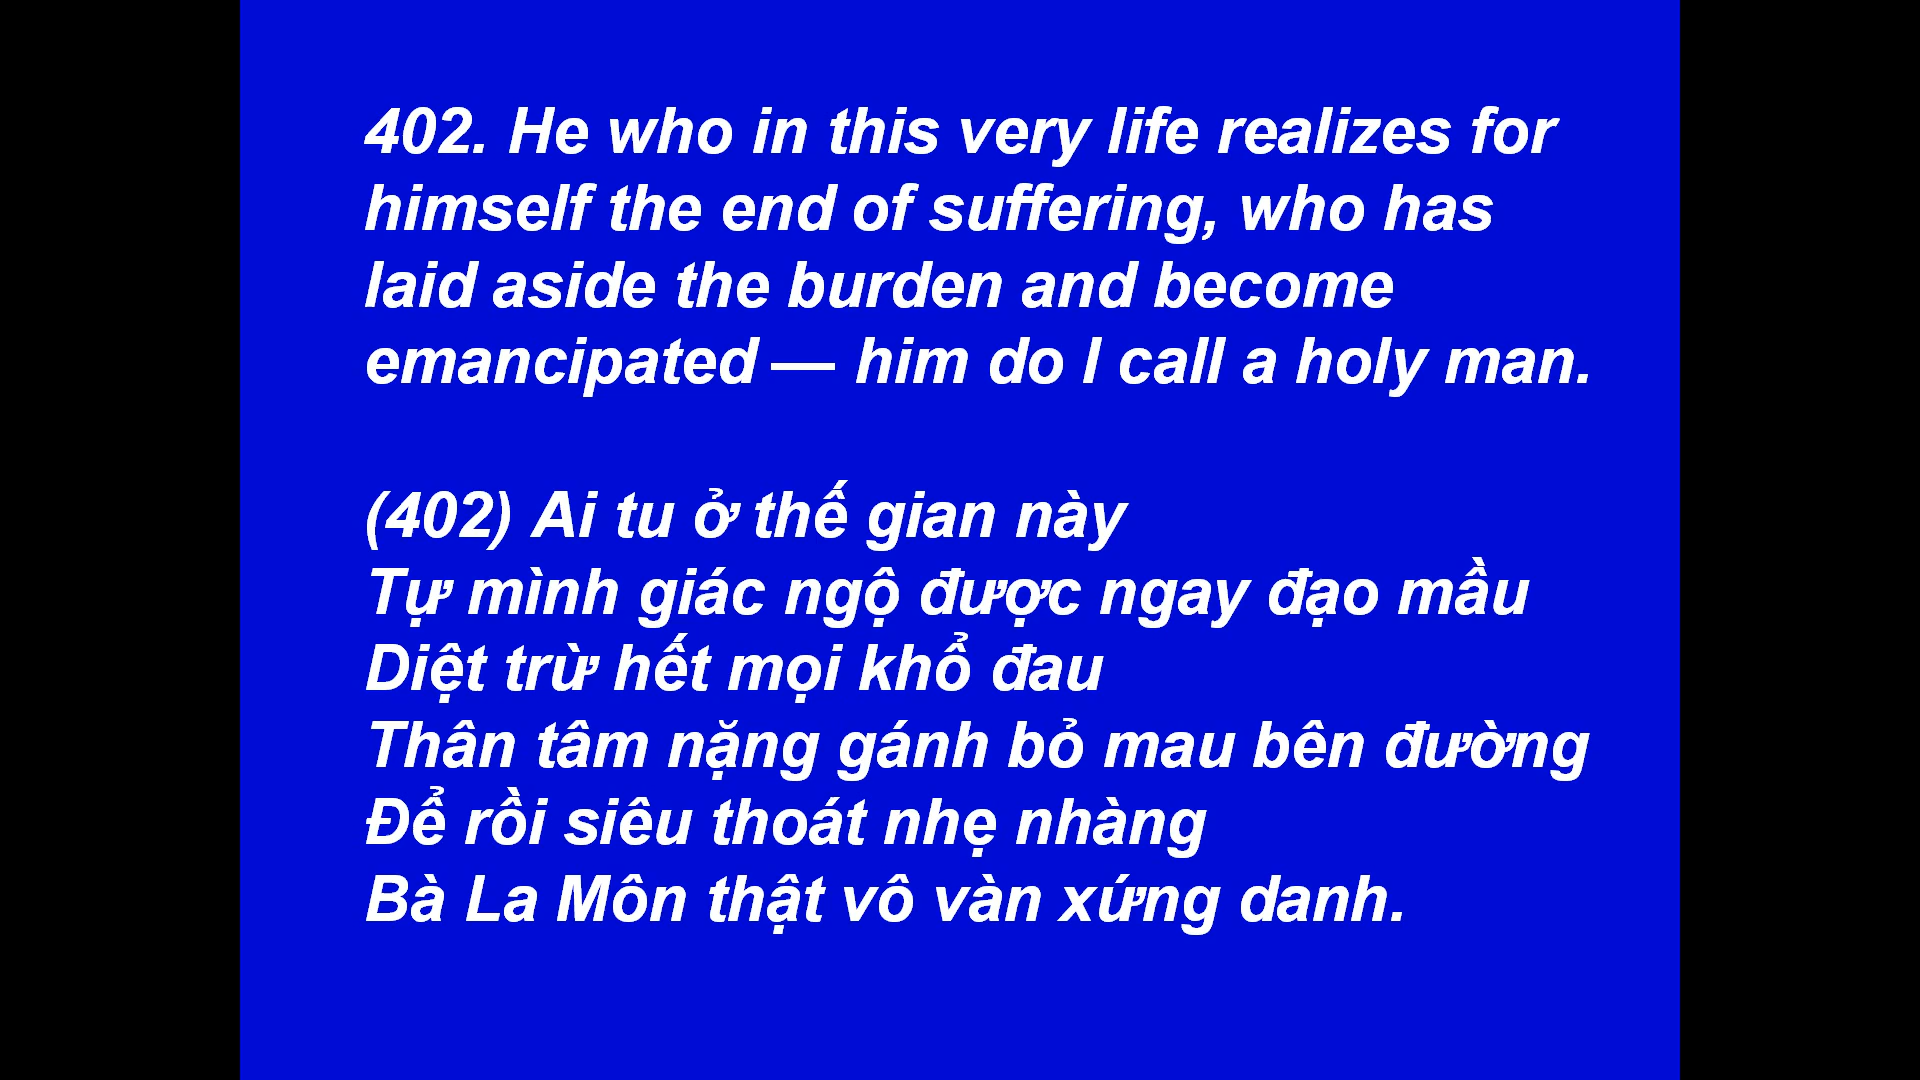 402. He who in this very life realizes for
himself the end of suffering, who has
laid aside the burden and become
emancipated — him do I call a holy man.
(402) Ai tu ở thế gian này
Tự mình giác ngộ được ngay đạo mầu
Diệt trừ hết mọi khổ đau
Thân tâm nặng gánh bỏ mau bên đường
Để rồi siêu thoát nhẹ nhàng
Bà La Môn thật vô vàn xứng danh.